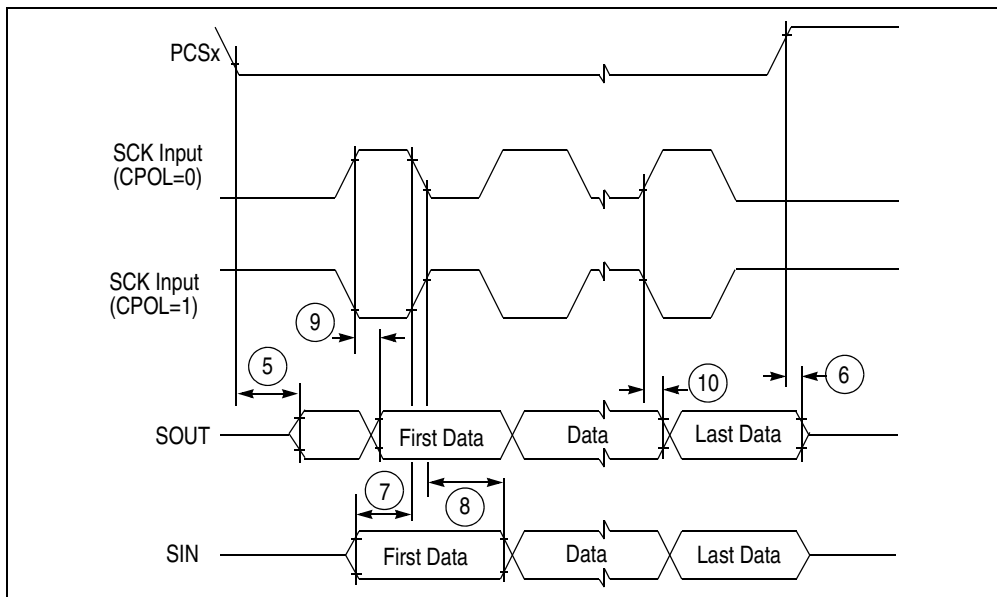 PCSx
SCK Input
(CPOL=0)
SCK Input
(CPOL=1)
9
5
10
6
SOUT
First Data
Data
Last Data
7
8
SIN
First Data
Data
Last Data